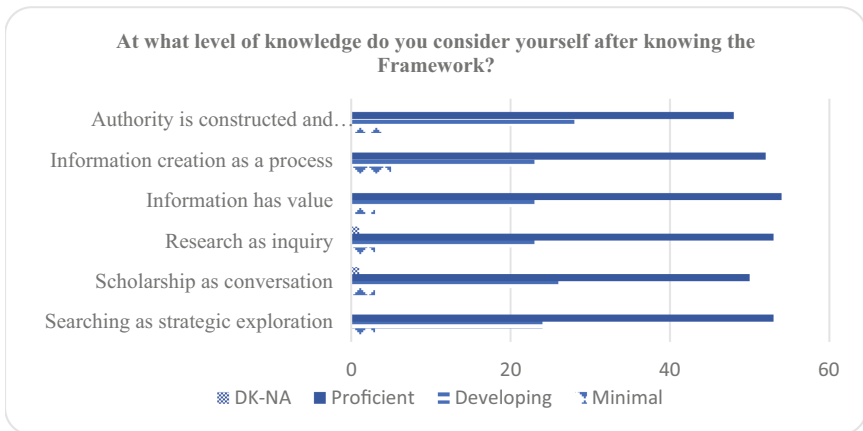 At what level of knowledge do you consider yourself after knowing the
Framework?
Authority is constructed and…
Information creation as a process
Information has value
Research as inquiry
Scholarship as conversation
Searching as strategic exploration
0 20 40 60
DK-NA Proficient Developing Minimal